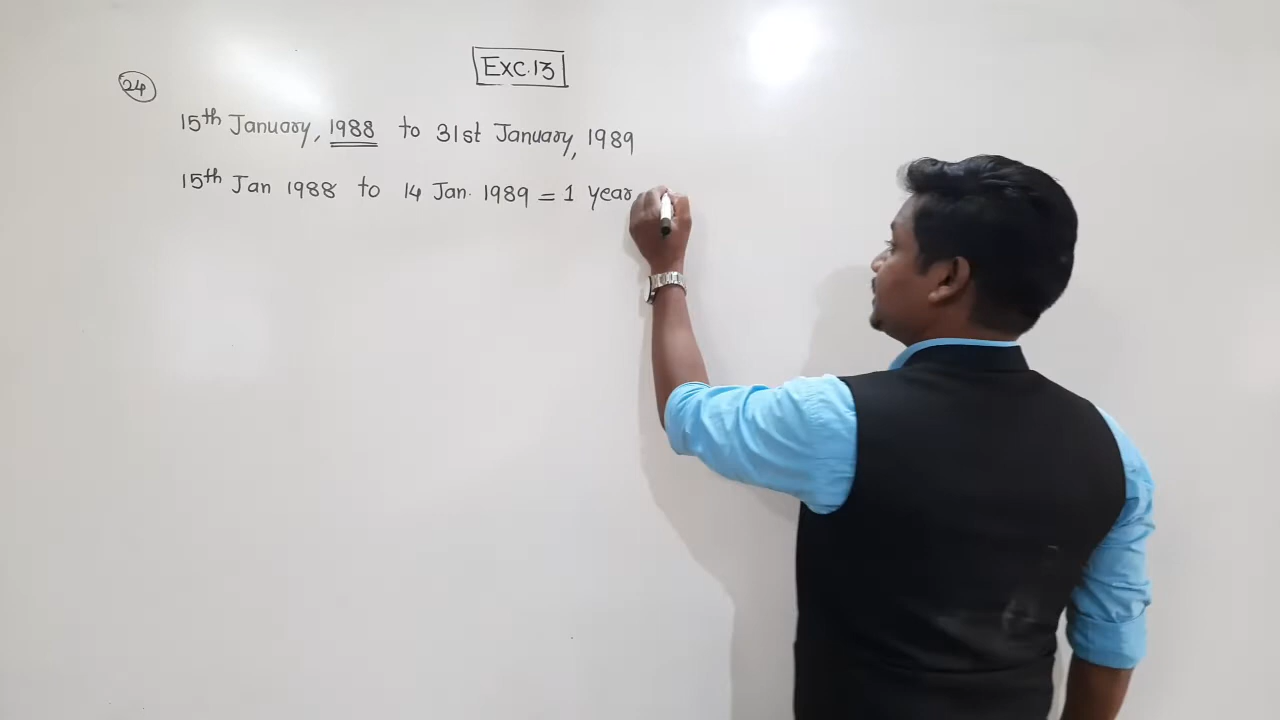 Exc.13
24
15th January, 1988 to 31st January, 1989
15th Jan 1988 to 14 Jan. 1989 = 1 year